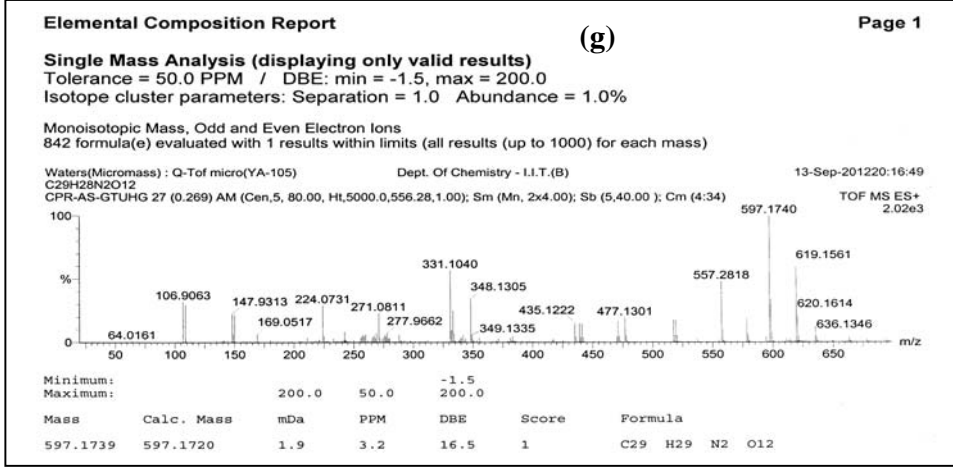 Elemental Composition Report Page 1
(g)
Single Mass Analysis (displaying only valid results)
Tolerance = 50.0 PPM / DBE: min = -1.5, max = 200.0
Isotope cluster parameters: Separation = 1.0 Abundance = 1.0%
Monoisotopic Mass, Odd and Even Electron Ions
842 formula(e) evaluated with 1 results within limits (all results (up to 1000) for each mass)
Waters(Micromass) : Q-Tof micro(YA-105) Dept. Of Chemistry - I.I.T.(B) 13-Sep-201220:16:49
C29H28N2O12
CPR-AS-GTUHG 27 (0.269) AM (Cen,5, 80.00, Ht,5000.0,556.28,1.00); Sm (Mn, 2x4.00); Sb (5,40.00 ); Cm (4:34) TOF MS ES+
2.02e3
100
597.1740
619.1561
331.1040
557.2818
%
348.1305
106.9063
147.9313
224.0731
271.0811
620.1614
435.1222
477.1301
169.0517
277.9662
349.1335
636.1346
64.0161
0
50 100 150 200 250 300 350 400 450 500 550 600 650 m/z
Minimum: -1.5
Maximum: 200.0 50.0 200.0
Mass Calc. Mass mDa PPM DBE Score Formula
597.1739 597.1720 1.9 3.2 16.5 1 C29 H29 N2 O12